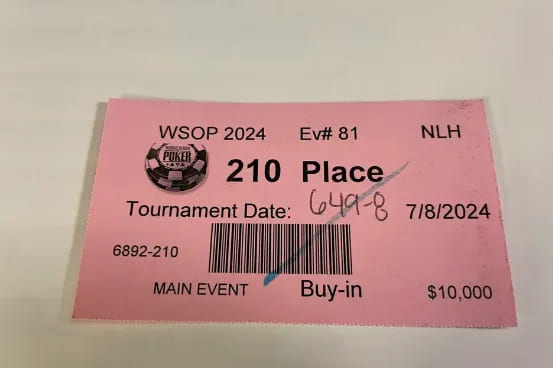 WSOP 2024 Ev# 81 NLH
POKER
210 Place
Tournament Date: 649-8 7/8/2024
6892-210
MAIN EVENT Buy-in $10,000